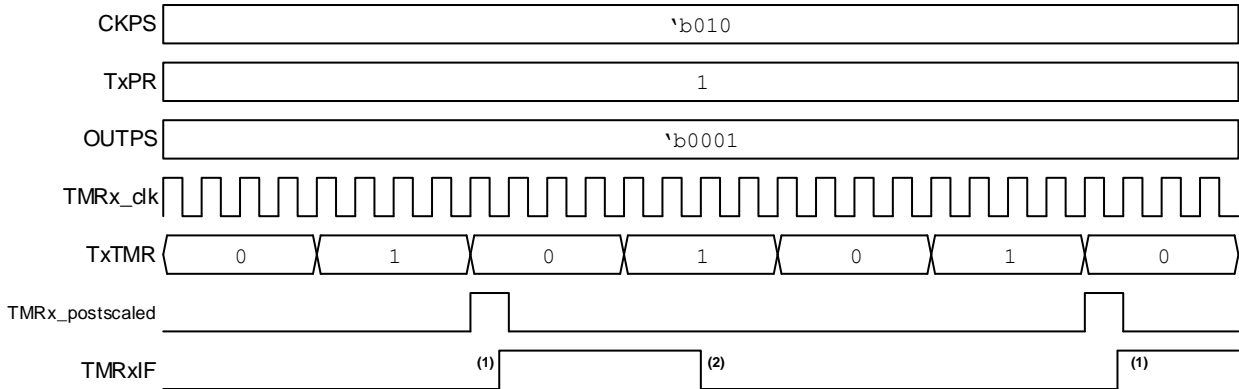 CKPS ‘b010
TxPR 1
OUTPS ‘b0001
TMRx_clk
TxTMR 0 1 0 1 0 1 0
TMRx_postscaled
TMRxIF (1) (2) (1)